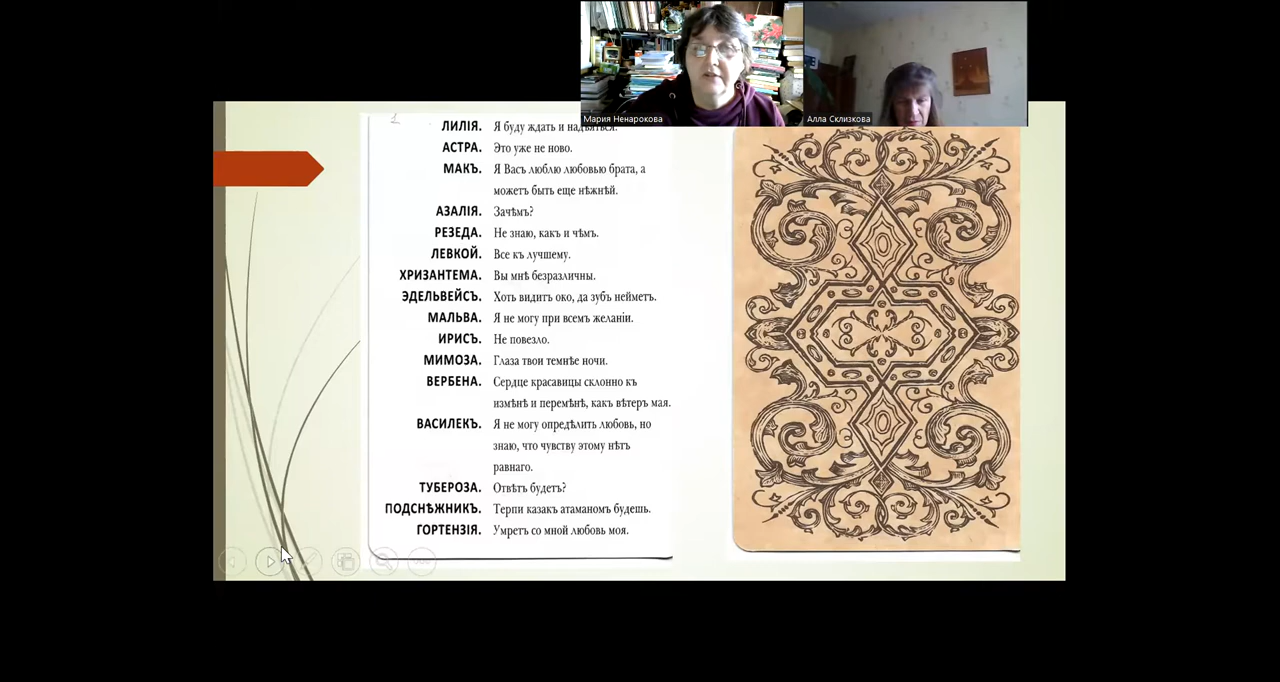 Мария Ненарокова
Алла Склизкова
1
ЛИЛІЯ. Я буду ждать и надѣяться.
АСТРА. Это уже не ново.
МАКЪ. Я Васъ люблю любовью брата, а
можетъ быть еще нѣжнѣй.
АЗАЛІЯ. Зачѣмъ?
РЕЗЕДА. Не знаю, какъ и чѣмъ.
ЛЕВКОЙ. Все къ лучшему.
ХРИЗАНТЕМА. Вы мнѣ безразличны.
ЭДЕЛЬВЕЙСЪ. Хоть видитъ око, да зубъ нейметъ.
МАЛЬВА. Я не могу при всемъ желаніи.
ИРИСЪ. Не повезло.
МИМОЗА. Глаза твои темнѣе ночи.
ВЕРБЕНА. Сердце красавицы склонно къ
измѣнѣ и перемѣнѣ, какъ вѣтеръ мая.
ВАСИЛЕКЪ. Я не могу опредѣлить любовь, но
знаю, что чувству этому нѣтъ
равнаго.
ТУБЕРОЗА. Отвѣтъ будетъ?
ПОДСНѢЖНИКЪ. Терпи казакъ атаманомъ будешь.
ГОРТЕНЗІЯ. Умретъ со мной любовь моя.